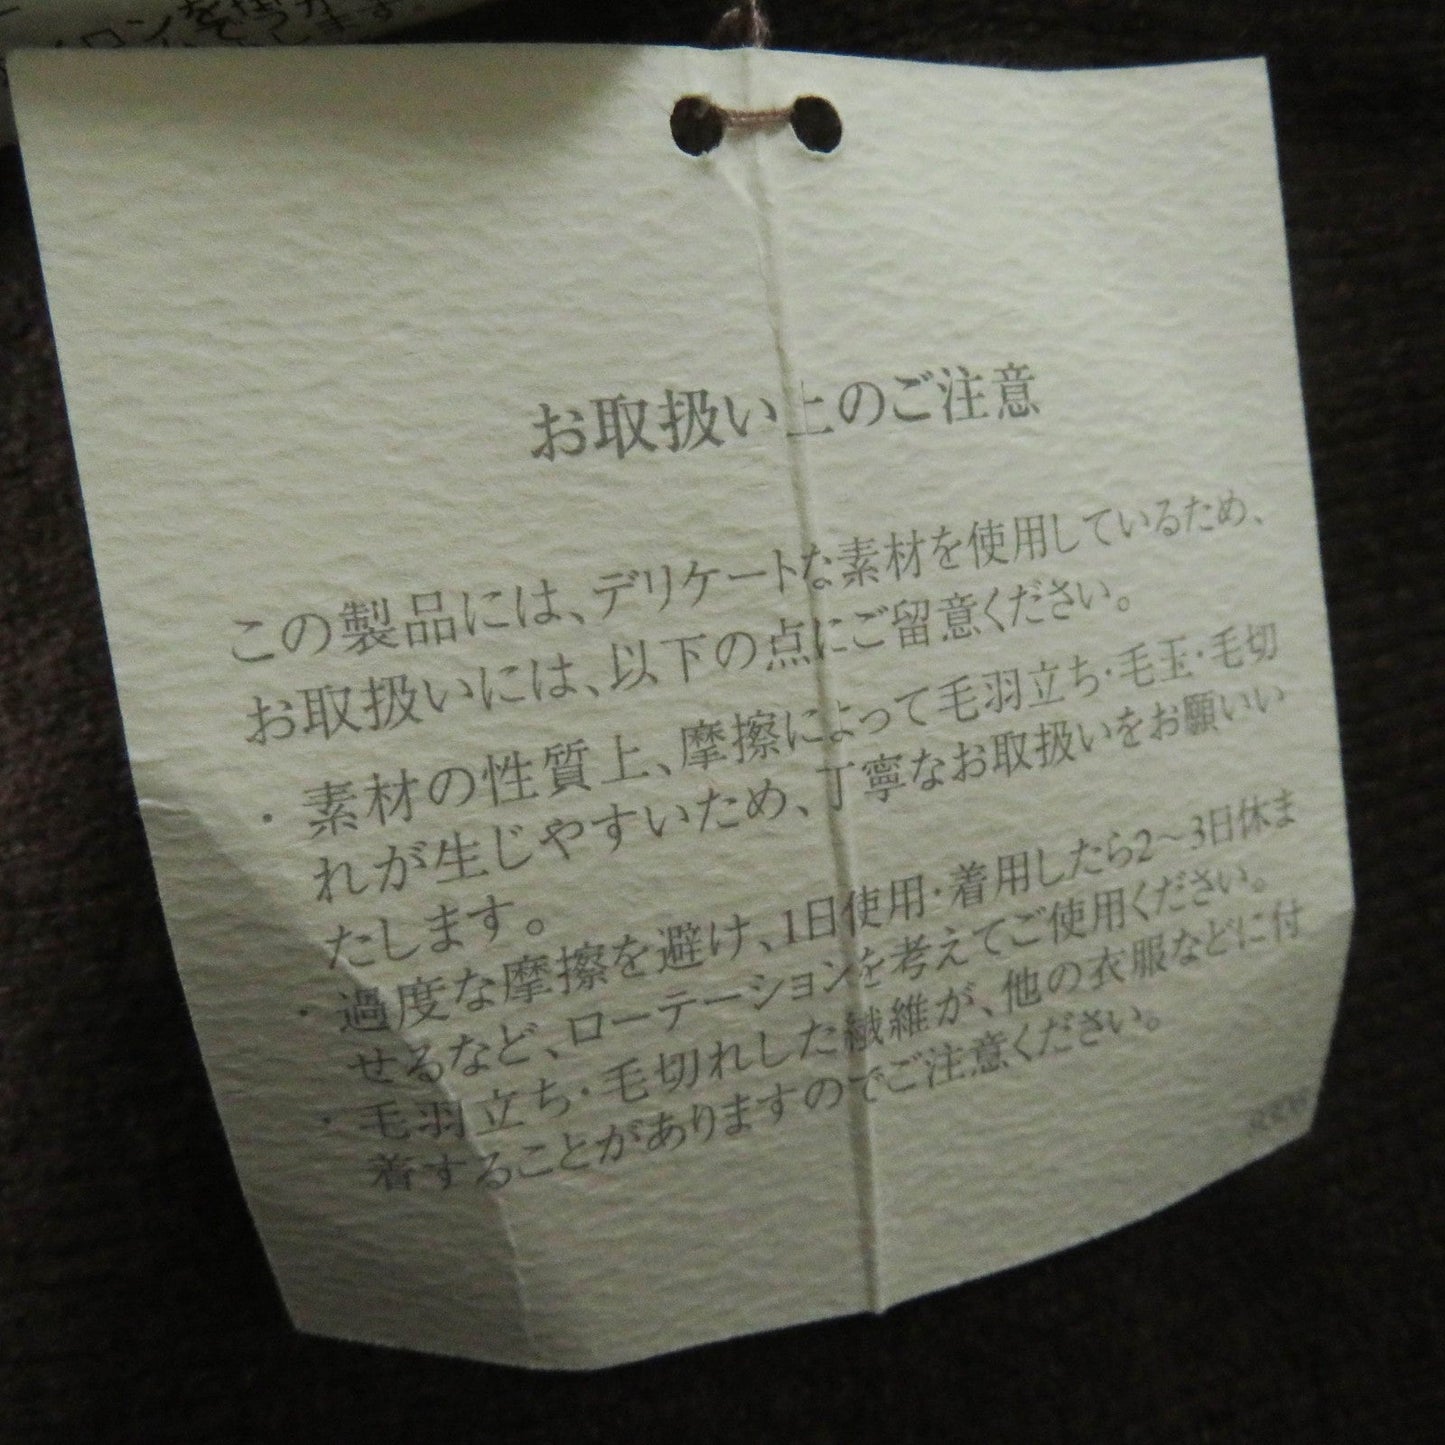 お取扱い上のご注意
この製品には、デリケートな素材を使用しているため、
お取扱いには、以下の点にご留意ください。
・素材の性質上、摩擦によって毛羽立ち・毛玉・毛切
れが生じやすいため、丁寧なお取扱いをお願いい
たします。
・過度な摩擦を避け、1日使用・着用したら2〜3日休ま
せるなど、ローテーションを考えてご使用ください。
・毛羽立ち・毛切れした繊維が、他の衣服などに付
着することがありますのでご注意ください。